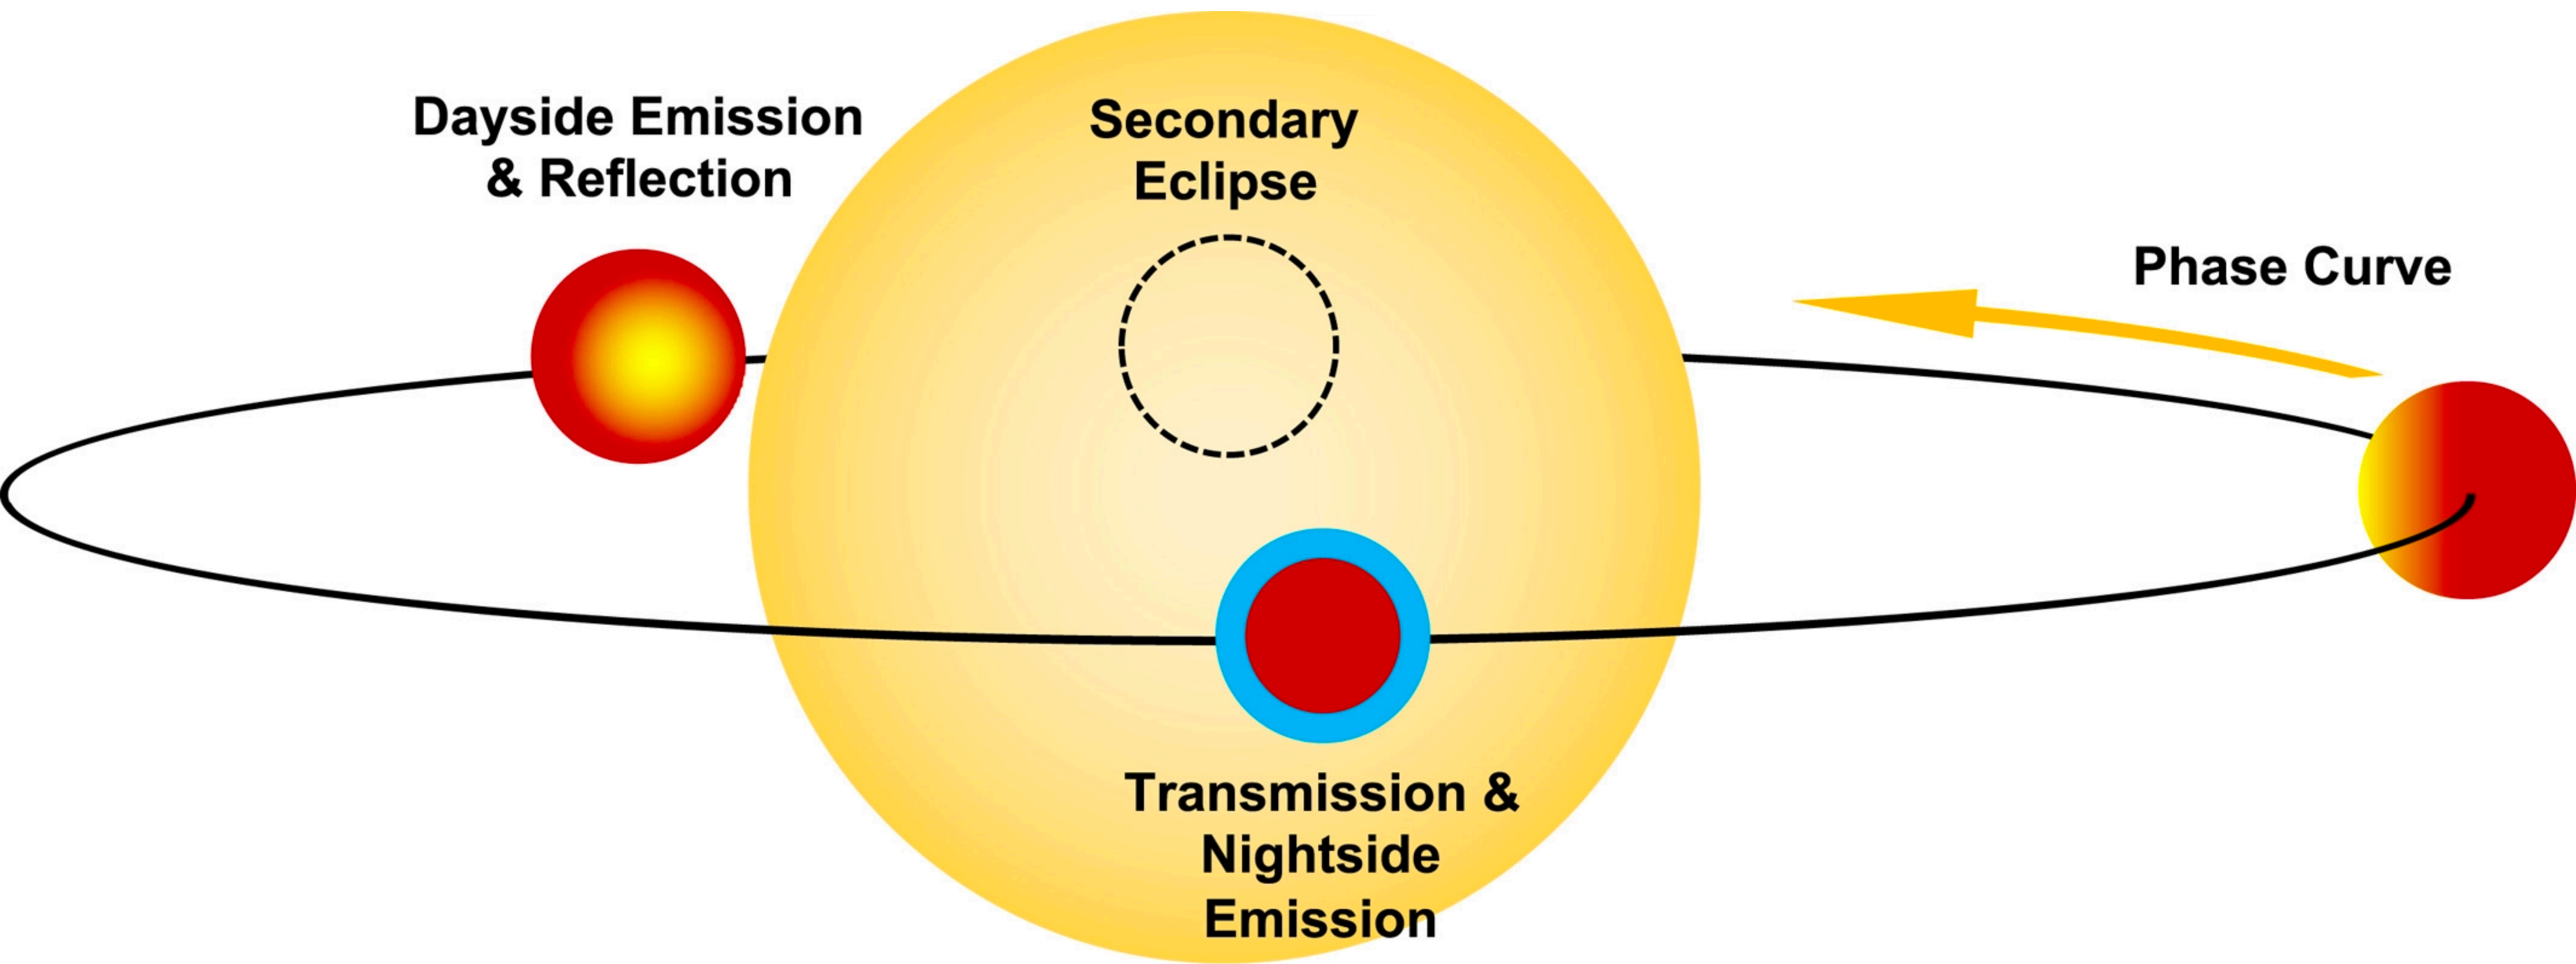 Dayside Emission
& Reflection
Secondary
Eclipse
Phase Curve
Transmission &
Nightside
Emission